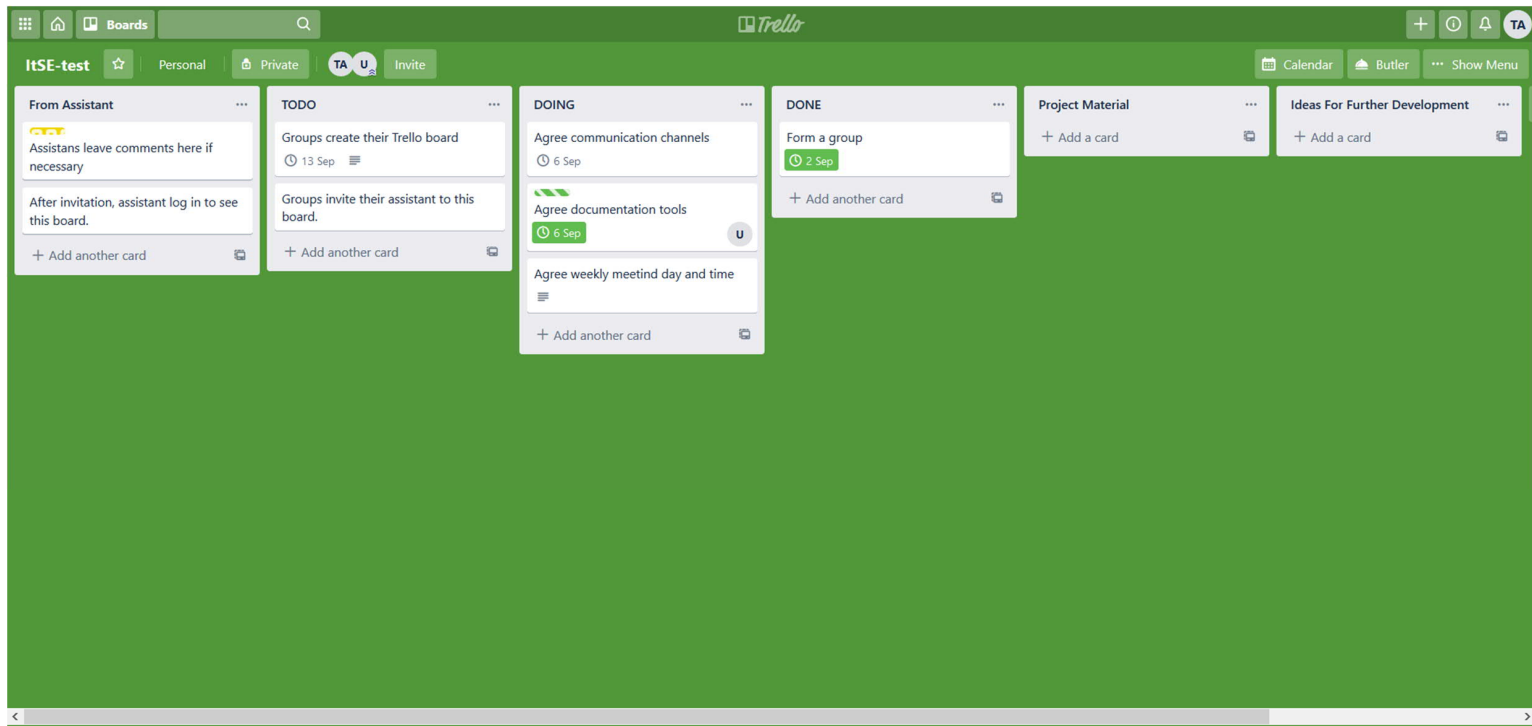 Boards
Trello
TA
ItSE-test
Personal
Private
TA
U
Invite
Calendar
Butler
Show Menu
From Assistant
Assistans leave comments here if
necessary
After invitation, assistant log in to see
this board.
+ Add another card
TODO
Groups create their Trello board
13 Sep
Groups invite their assistant to this
board.
+ Add another card
DOING
Agree communication channels
6 Sep
Agree documentation tools
6 Sep
U
Agree weekly meetind day and time
+ Add another card
DONE
Form a group
2 Sep
+ Add another card
Project Material
+ Add a card
Ideas For Further Development
+ Add a card